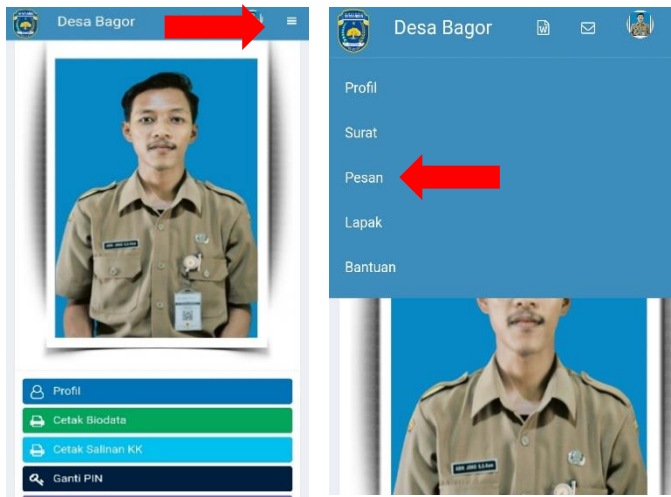 Desa Bagor
Profil
Cetak Biodata
Cetak Salinan KK
Ganti PIN
Desa Bagor
Profil
Surat
Pesan
Lapak
Bantuan